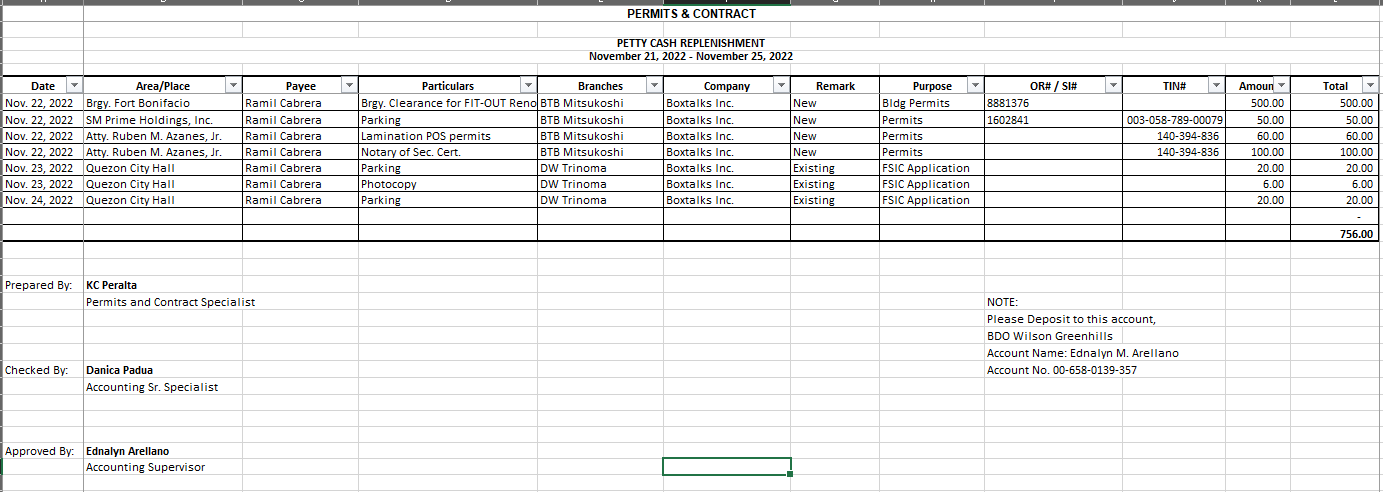 PERMITS & CONTRACT
PETTY CASH REPLENISHMENT
November 21, 2022 - November 25, 2022
Date Area/Place Payee Particulars Branches Company Remark Purpose OR# / SI# TIN# Amoun Total
Nov. 22, 2022 Brgy. Fort Bonifacio Ramil Cabrera Brgy. Clearance for FIT-OUT Reno BTB Mitsukoshi Boxtalks Inc. New Bldg Permits 8881376 500.00 500.00
Nov. 22, 2022 SM Prime Holdings, Inc. Ramil Cabrera Parking BTB Mitsukoshi Boxtalks Inc. New Permits 1602841 003-058-789-00079 50.00 50.00
Nov. 22, 2022 Atty. Ruben M. Azanes, Jr. Ramil Cabrera Lamination POS permits BTB Mitsukoshi Boxtalks Inc. New Permits 140-394-836 60.00 60.00
Nov. 22, 2022 Atty. Ruben M. Azanes, Jr. Ramil Cabrera Notary of Sec. Cert. BTB Mitsukoshi Boxtalks Inc. New Permits 140-394-836 100.00 100.00
Nov. 23, 2022 Quezon City Hall Ramil Cabrera Parking DW Trinoma Boxtalks Inc. Existing FSIC Application 20.00 20.00
Nov. 23, 2022 Quezon City Hall Ramil Cabrera Photocopy DW Trinoma Boxtalks Inc. Existing FSIC Application 6.00 6.00
Nov. 24, 2022 Quezon City Hall Ramil Cabrera Parking DW Trinoma Boxtalks Inc. Existing FSIC Application 20.00 20.00
-
756.00
Prepared By: KC Peralta
Permits and Contract Specialist NOTE:
Please Deposit to this account,
BDO Wilson Greenhills
Account Name: Ednalyn M. Arellano
Checked By: Danica Padua Account No. 00-658-0139-357
Accounting Sr. Specialist
Approved By: Ednalyn Arellano
Accounting Supervisor